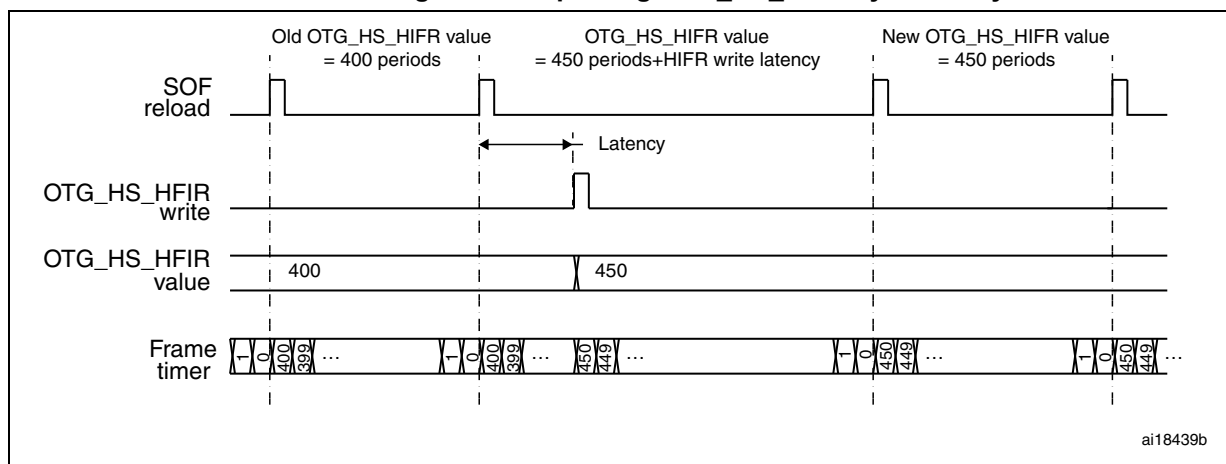 Old OTG_HS_HIFR value
= 400 periods
OTG_HS_HIFR value
= 450 periods+HIFR write latency
New OTG_HS_HIFR value
= 450 periods
SOF
reload
Latency
OTG_HS_HFIR
write
OTG_HS_HFIR
value
400
450
Frame
timer
1 0 400 399 ... 1 0 400 399 ... 450 449 ... 1 0 450 449 ... 1 0 450 449 ...
ai18439b